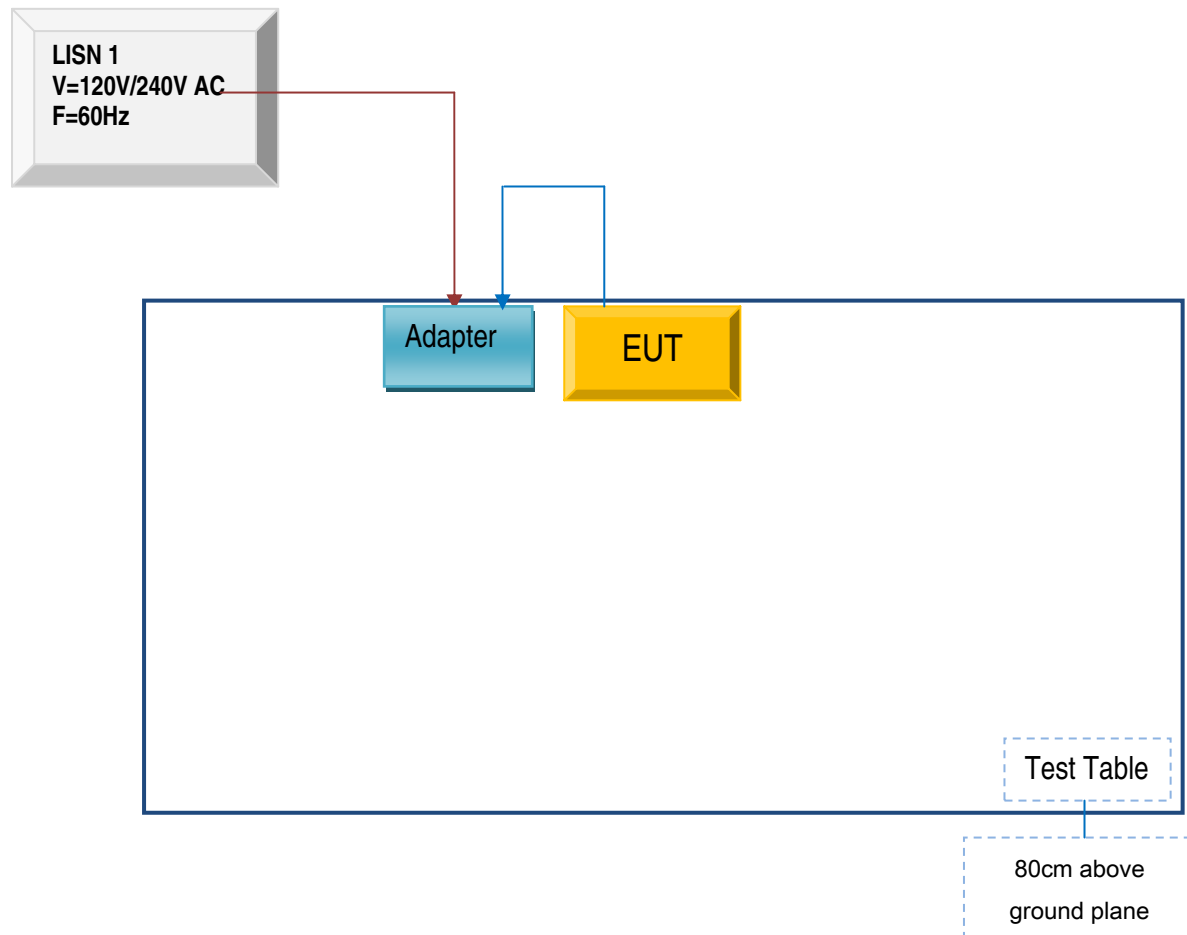 LISN 1
V=120V/240V AC
F=60Hz
Adapter
EUT
Test Table
80cm above
ground plane